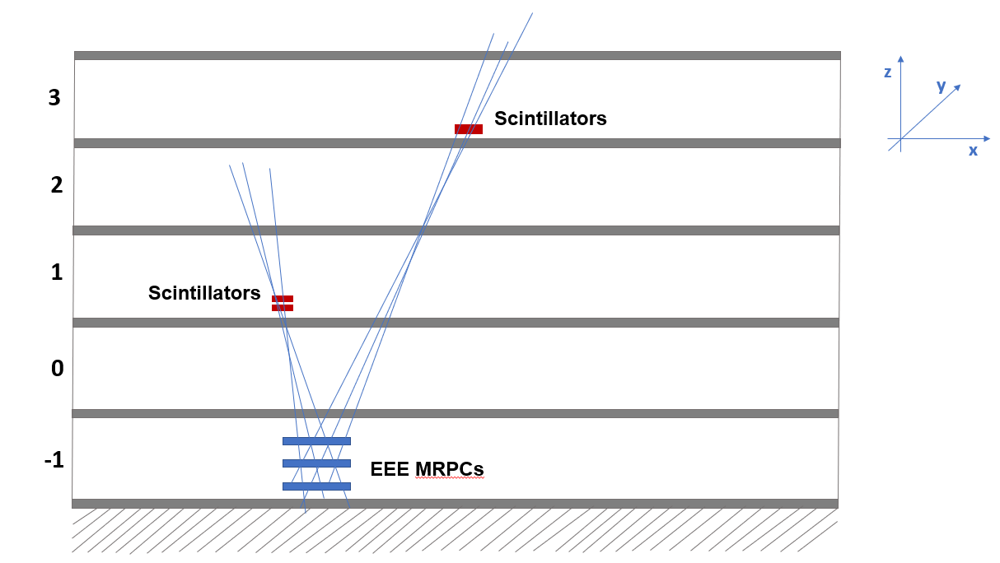 3
Scintillators
z
y
x
2
1
Scintillators
0
-1
EEE MRPCs